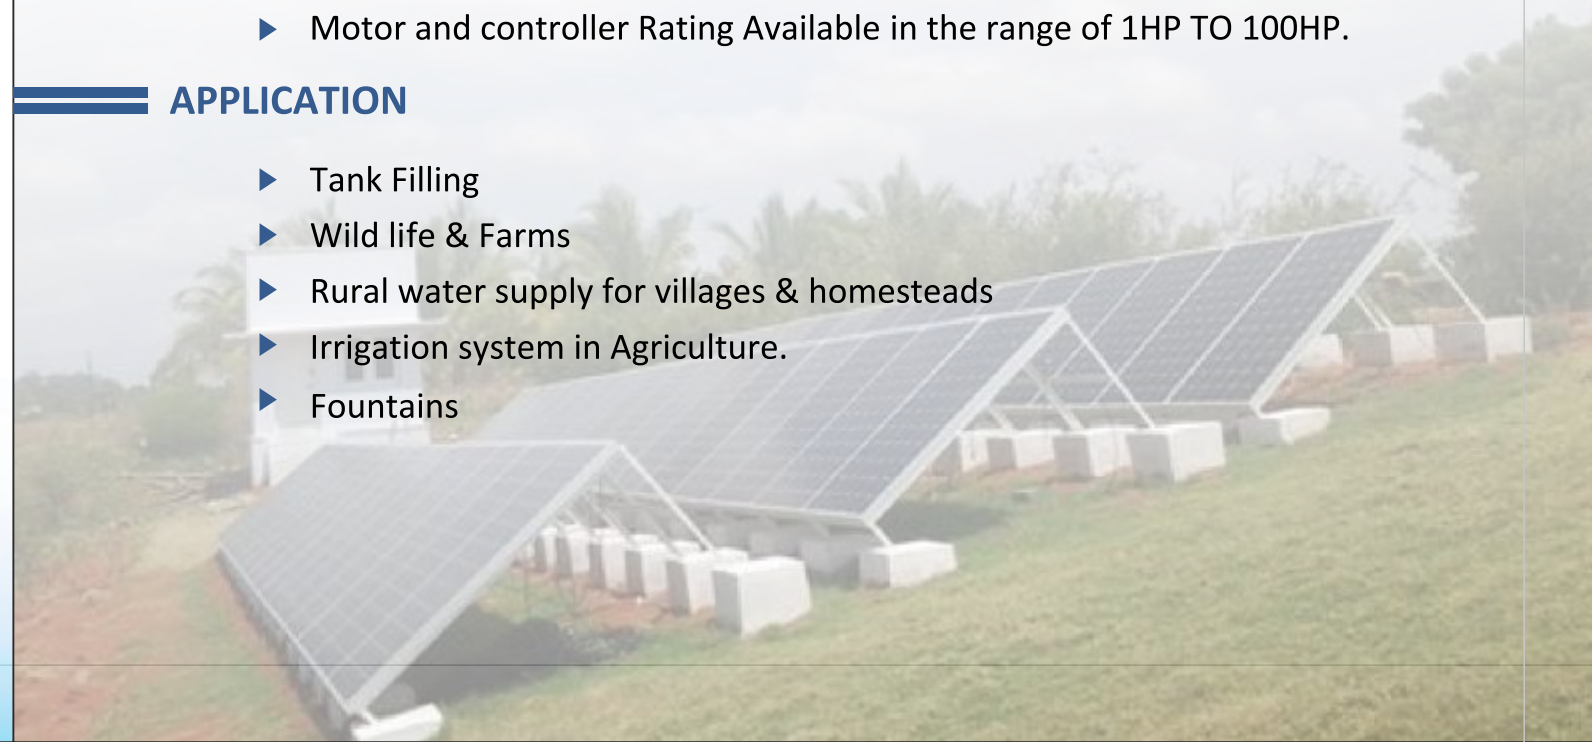 Motor and controller Rating Available in the range of 1HP TO 100HP.
APPLICATION
Tank Filling
Wild life & Farms
Rural water supply for villages & homesteads
Irrigation system in Agriculture.
Fountains